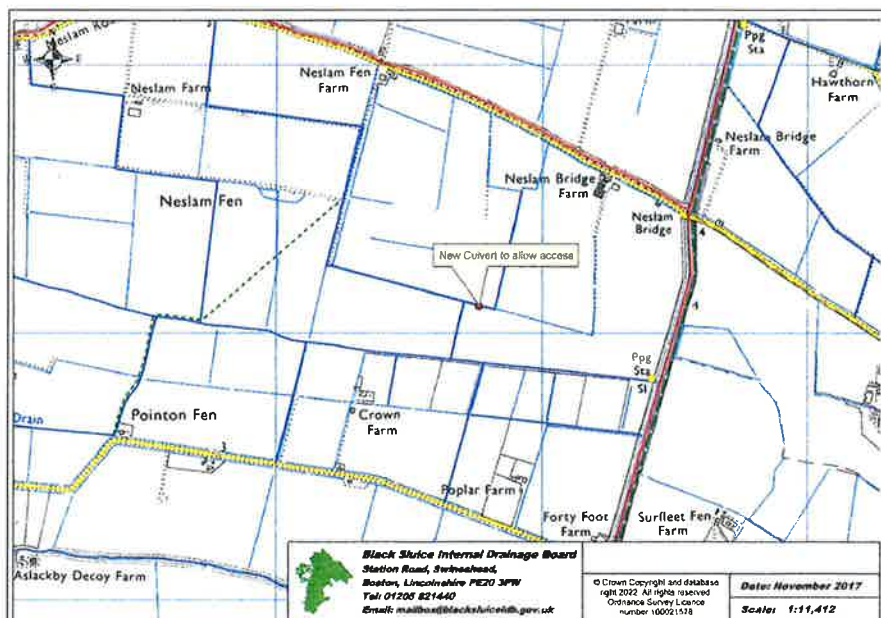 Neslam Road
Ppg
Sta
Neslam Fen
Farm
Neslam Farm
Hawthorn
Farm
Neslam Bridge
Farm
Neslam Bridge
Farm
Neslam Fen
Neslam
Bridge
4
New Culvert to allow access
4
Ppg
Sta
Sl
Pointon Fen
Drain
Crown
Farm
3
Poplar Farm
Forty Foot
Farm
Surfleet Fen
Farm
Aslackby Decoy Farm
Black Sluice Internal Drainage Board
Station Road, Swineshead,
Boston, Lincolnshire PE20 3PW
Tel: 01205 821440
Email: mailbox@blacksluiceidb.gov.uk
© Crown Copyright and database
right 2022. All rights reserved
Ordnance Survey Licence
number 100021578
Date: November 2017
Scale: 1:11,412